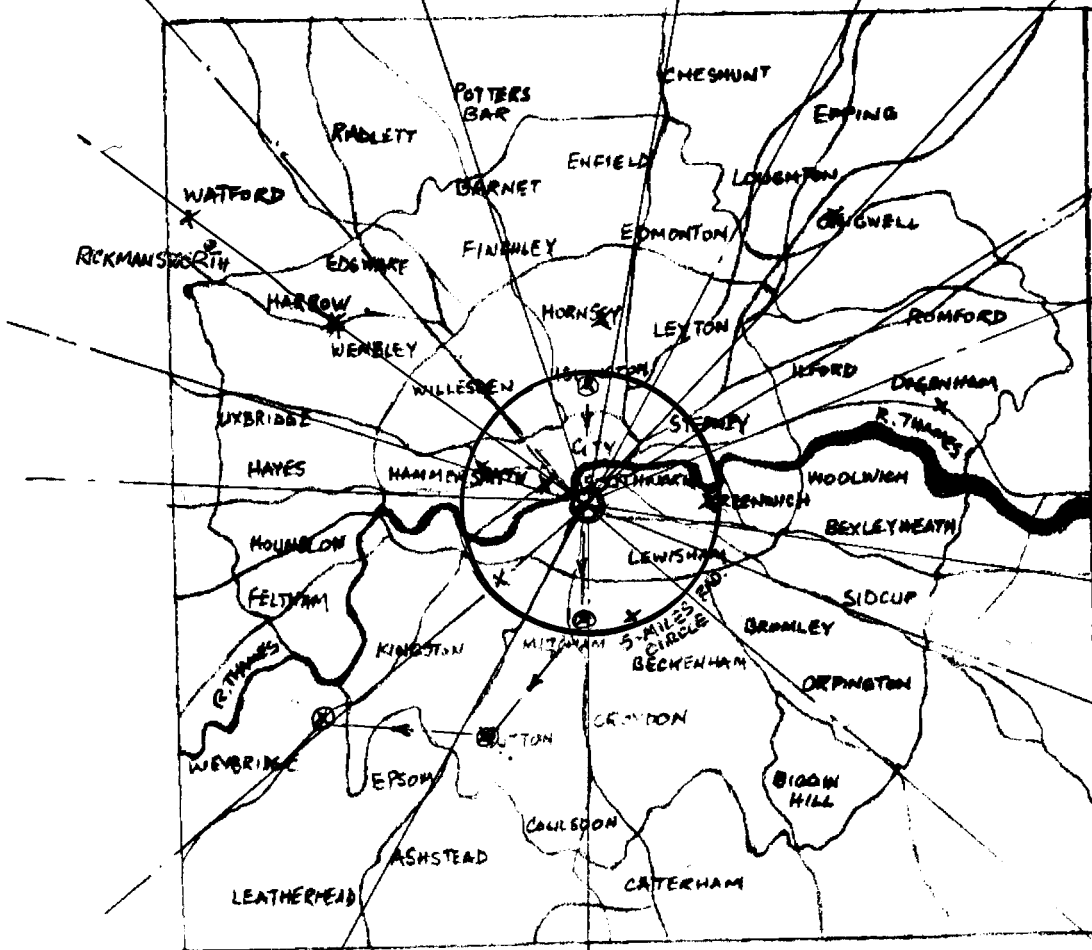 CHESHUNT
POTTERS
BAR
EPPING
RADLETT
ENFIELD
LOUGHTON
BARNET
WATFORD
CHIGWELL
EDMONTON
FINCHLEY
RICKMANSWORTH
EDGWARE
HARROW
HORNSEY
LEYTON
ROMFORD
WEMBLEY
ISLINGTON
ILFORD
WILLESDEN
DAGENHAM
UXBRIDGE
STEPNEY
R. THAMES
CITY
HAYES
HAMMERSMITH
SOUTHWARK
WOOLWICH
GREENWICH
BEXLEYHEATH
HOUNSLOW
LEWISHAM
FELTHAM
SIDCUP
5-MILES RAD.
CIRCLE
BROMLEY
KINGSTON
MITCHAM
BECKENHAM
R. THAMES
ORPINGTON
CROYDON
SUTTON
WEYBRIDGE
EPSOM
BIGGIN
HILL
ASHSTEAD
CATERHAM
LEATHERHEAD